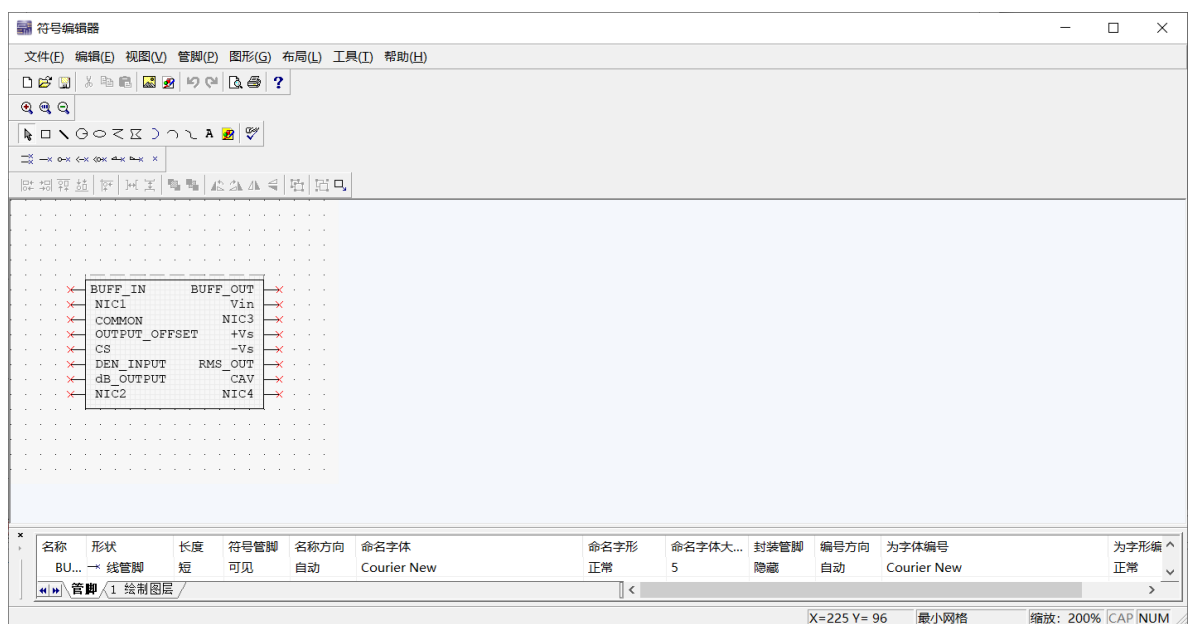 符号编辑器
文件(F) 编辑(E) 视图(V) 管脚(P) 图形(G) 布局(L) 工具(T) 帮助(H)
BUFF_IN BUFF_OUT
NIC1 Vin
COMMON NIC3
OUTPUT_OFFSET +Vs
CS -Vs
DEN_INPUT RMS_OUT
dB_OUTPUT CAV
NIC2 NIC4
名称 形状 长度 符号管脚 名称方向 命名字体 命名字形 命名字体大... 封装管脚 编号方向 为字体编号 为字形编
BU... 线管脚 短 可见 自动 Courier New 正常 5 隐藏 自动 Courier New 正常
管脚 1 绘制图层
X=225 Y= 96 最小网格 缩放: 200% CAP NUM